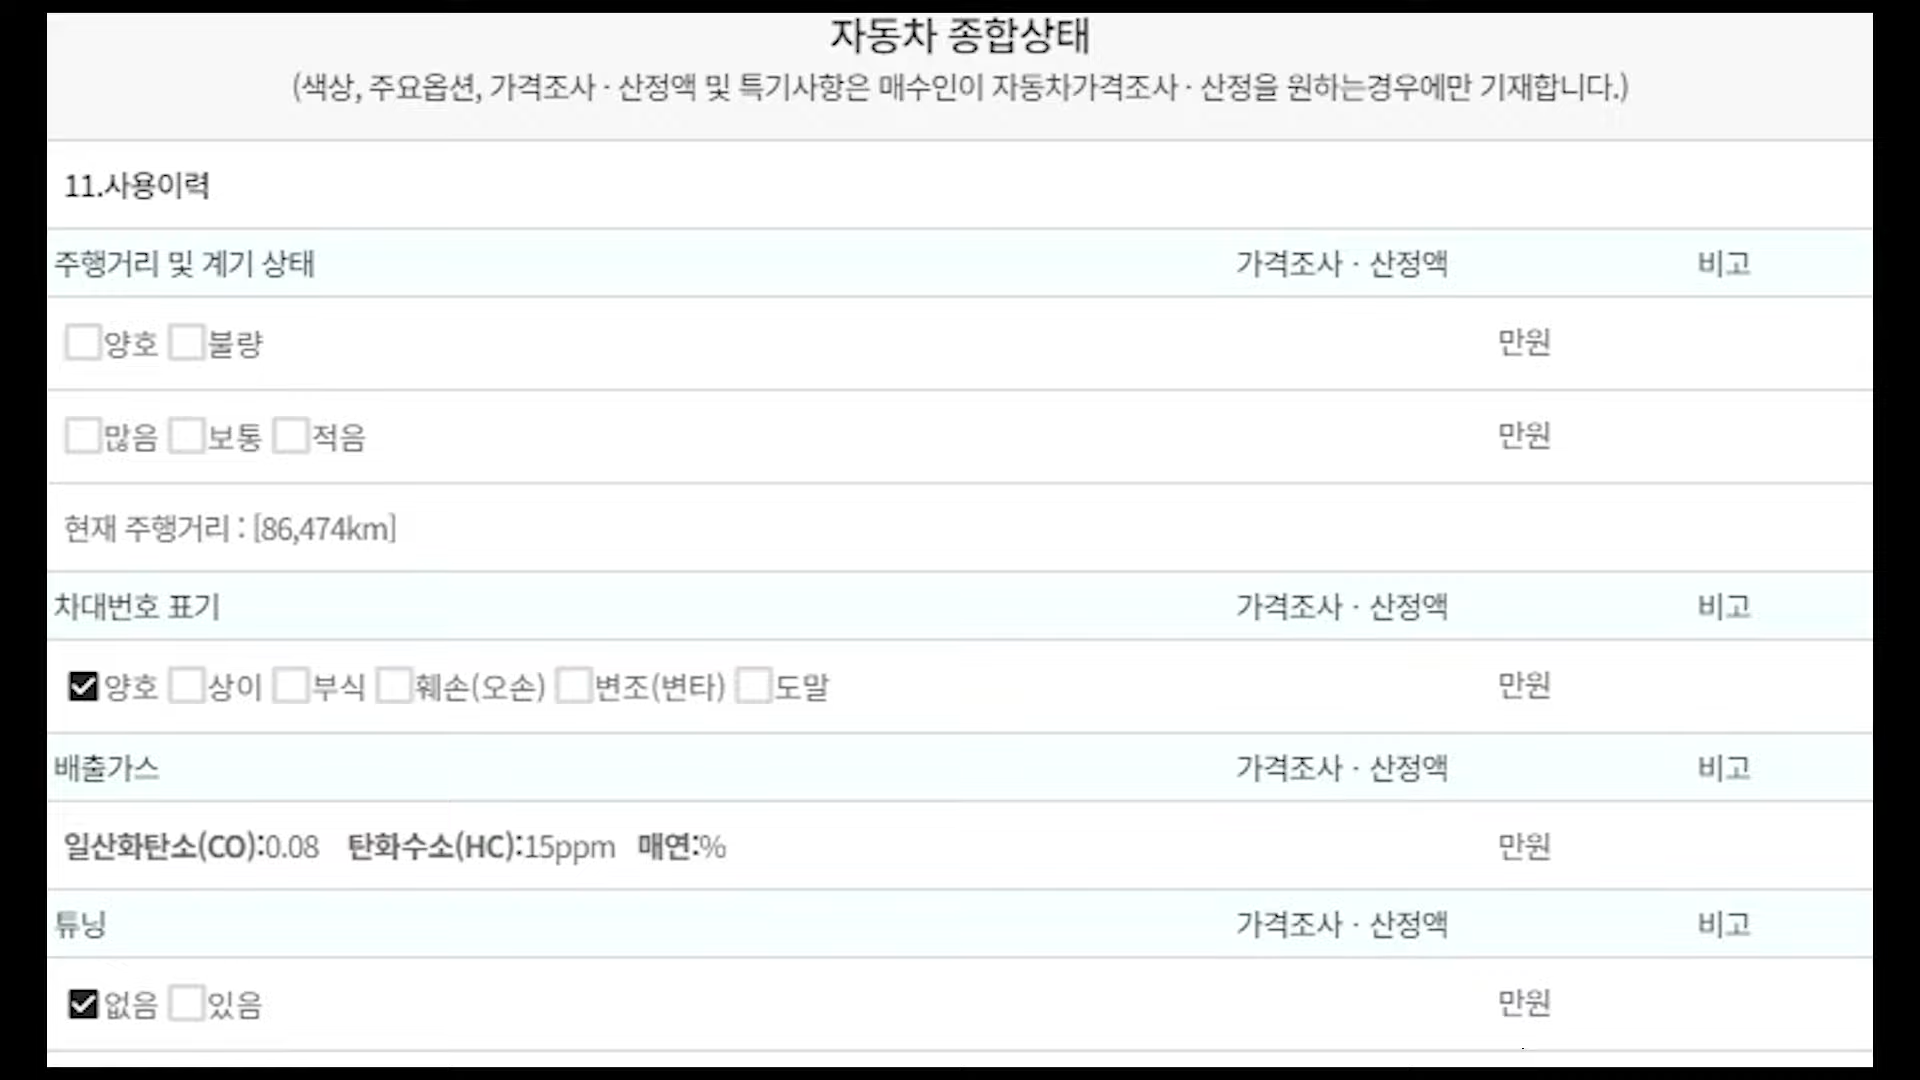 자동차 종합상태
(색상, 주요옵션, 가격조사 · 산정액 및 특기사항은 매수인이 자동차가격조사 · 산정을 원하는경우에만 기재합니다.)
11.사용이력
주행거리 및 계기 상태 가격조사 · 산정액 비고
양호 불량 만원
많음 보통 적음 만원
현재 주행거리 : [86,474km]
차대번호 표기 가격조사 · 산정액 비고
양호 상이 부식 훼손(오손) 변조(변타) 도말 만원
배출가스 가격조사 · 산정액 비고
일산화탄소(CO):0.08 탄화수소(HC):15ppm 매연:% 만원
튜닝 가격조사 · 산정액 비고
없음 있음 만원